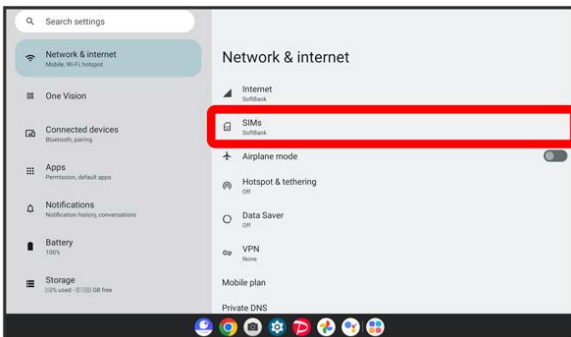 Search settings
Network & internet
Mobile, Wi-Fi, hotspot
One Vision
Connected devices
Bluetooth, pairing
Apps
Permission, default apps
Notifications
Notification history, conversations
Battery
100%
Storage
% used - GB free
Network & internet
Internet
SoftBank
SIMs
SoftBank
Airplane mode
Hotspot & tethering
Off
Data Saver
Off
VPN
None
Mobile plan
Private DNS